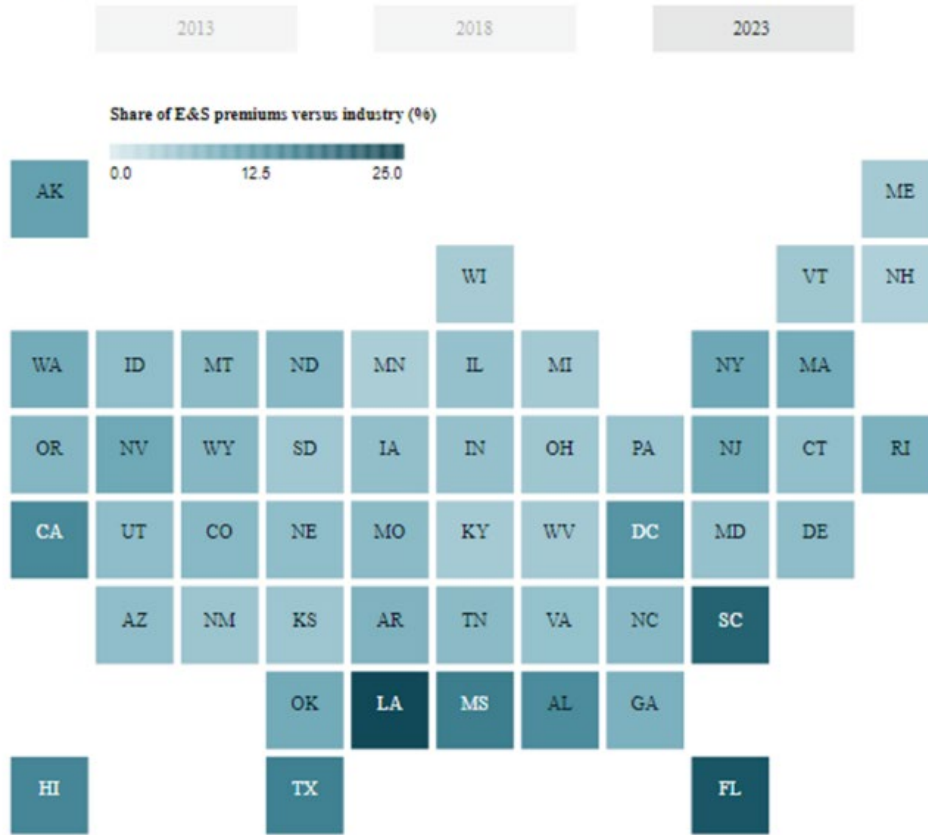 2013 2018 2023
Share of E&S premiums versus industry (%)
0.0 12.5 25.0
AK ME
WI VT NH
WA ID MT ND MN IL MI NY MA
OR NV WY SD IA IN OH PA NJ CT RI
CA UT CO NE MO KY WV DC MD DE
AZ NM KS AR TN VA NC SC
OK LA MS AL GA
HI TX FL